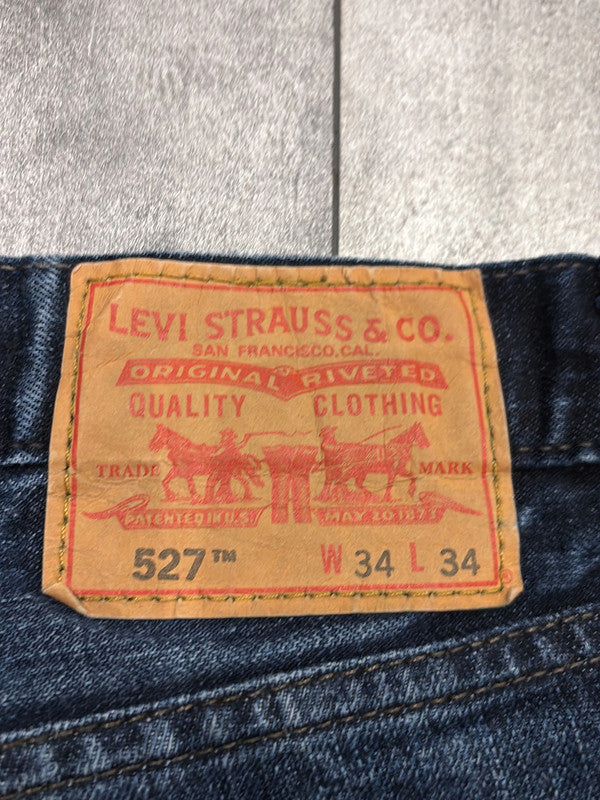 LEVI STRAUSS & CO.
SAN FRANCISCO, CAL.
ORIGINAL RIVETED
QUALITY CLOTHING
TRADE MARK
PATENTED IN U.S. MAY 20 1873
527™ W 34 L 34
®